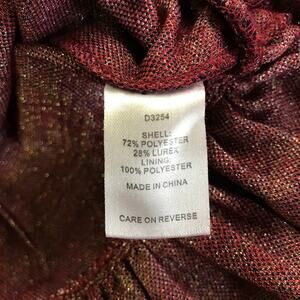 D3254
SHELL:
72% POLYESTER
28% LUREX
LINING:
100% POLYESTER
MADE IN CHINA
CARE ON REVERSE